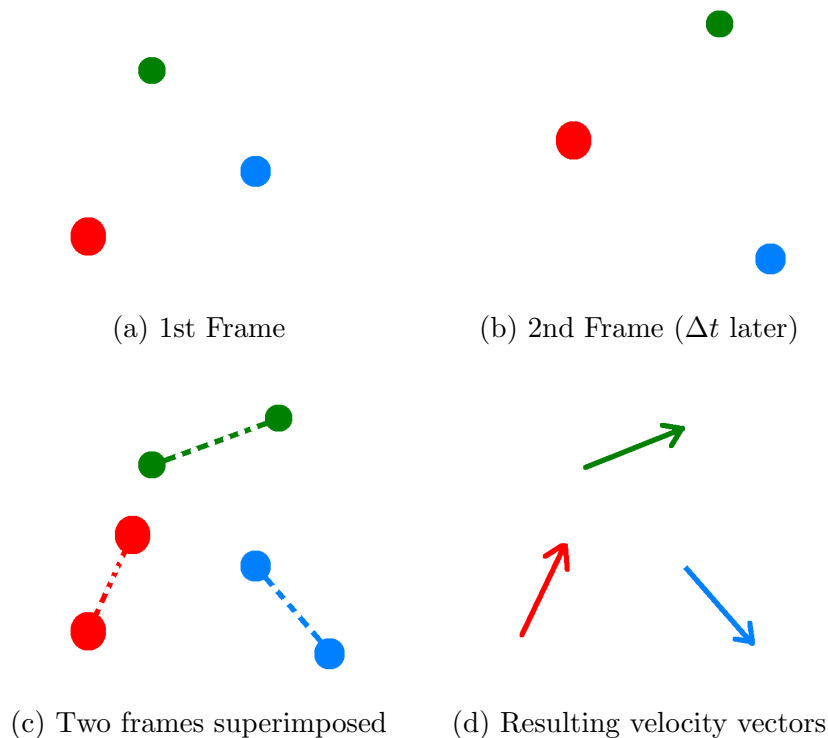 (a) 1st Frame
(b) 2nd Frame (Δt later)
(c) Two frames superimposed
(d) Resulting velocity vectors